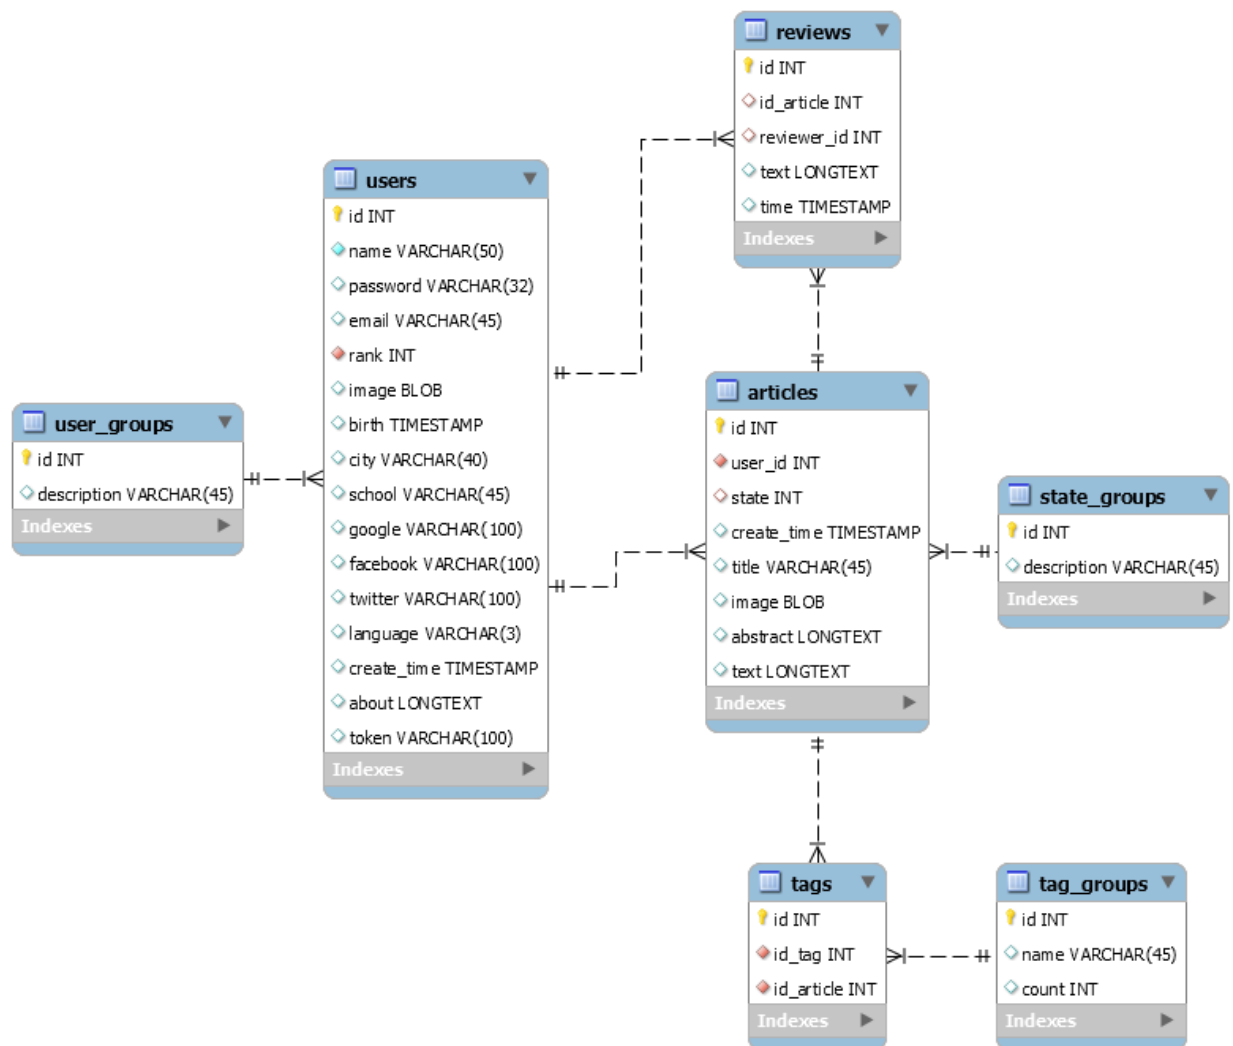 reviews
id INT
id_article INT
reviewer_id INT
text LONGTEXT
time TIMESTAMP
Indexes
users
id INT
name VARCHAR(50)
password VARCHAR(32)
email VARCHAR(45)
rank INT
image BLOB
birth TIMESTAMP
city VARCHAR(40)
school VARCHAR(45)
google VARCHAR(100)
facebook VARCHAR(100)
twitter VARCHAR(100)
language VARCHAR(3)
create_time TIMESTAMP
about LONGTEXT
token VARCHAR(100)
Indexes
user_groups
id INT
description VARCHAR(45)
Indexes
articles
id INT
user_id INT
state INT
create_time TIMESTAMP
title VARCHAR(45)
image BLOB
abstract LONGTEXT
text LONGTEXT
Indexes
state_groups
id INT
description VARCHAR(45)
Indexes
tags
id INT
id_tag INT
id_article INT
Indexes
tag_groups
id INT
name VARCHAR(45)
count INT
Indexes